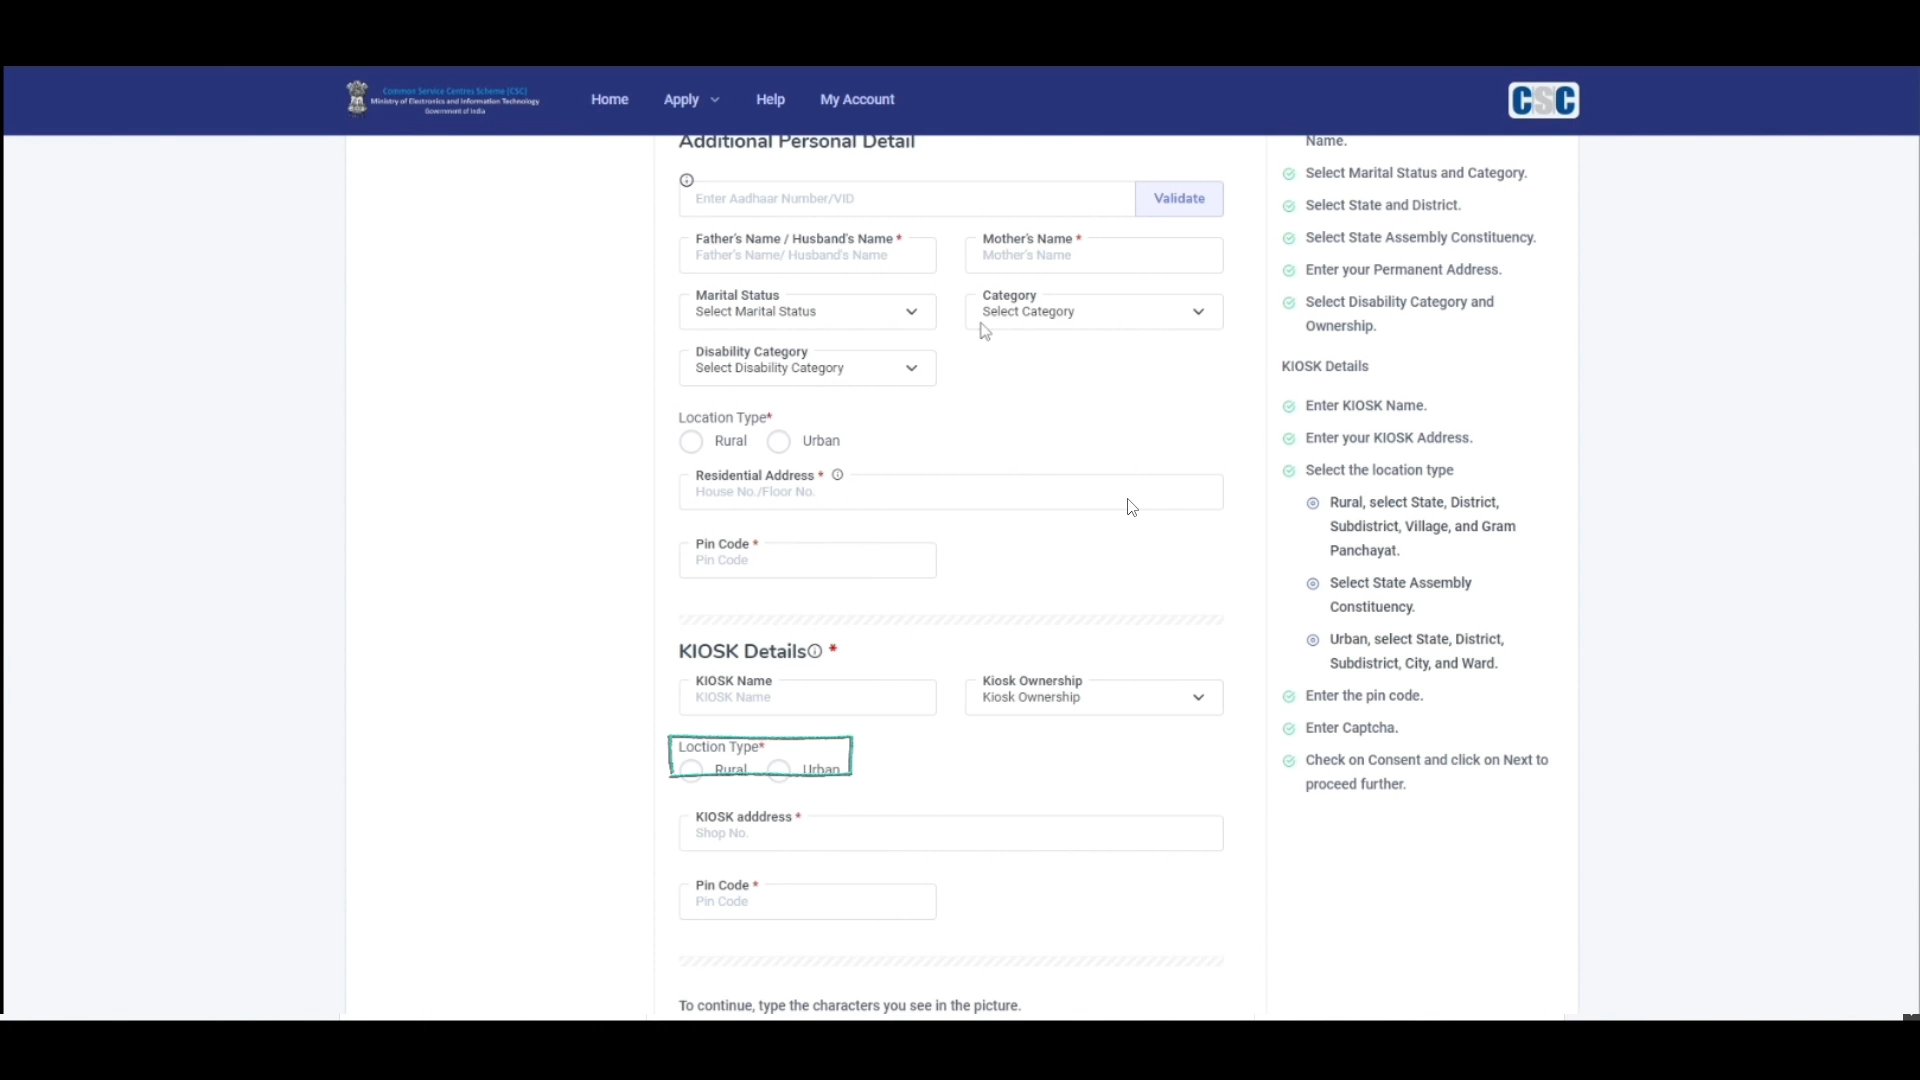 Common Service Centres Scheme (CSC)
Ministry of Electronics and Information Technology
Government of India
Home
Apply
Help
My Account
CSC
Additional Personal Detail
Enter Aadhaar Number/VID
Validate
Father's Name / Husband's Name *
Father's Name/ Husband's Name
Mother's Name *
Mother's Name
Marital Status
Select Marital Status
Category
Select Category
Disability Category
Select Disability Category
Location Type*
Rural
Urban
Residential Address *
House No./Floor No.
Pin Code *
Pin Code
KIOSK Details *
KIOSK Name
KIOSK Name
Kiosk Ownership
Kiosk Ownership
Loction Type*
Rural
Urban
KIOSK adddress *
Shop No.
Pin Code *
Pin Code
To continue, type the characters you see in the picture.
Name.
Select Marital Status and Category.
Select State and District.
Select State Assembly Constituency.
Enter your Permanent Address.
Select Disability Category and
Ownership.
KIOSK Details
Enter KIOSK Name.
Enter your KIOSK Address.
Select the location type
Rural, select State, District,
Subdistrict, Village, and Gram
Panchayat.
Select State Assembly
Constituency.
Urban, select State, District,
Subdistrict, City, and Ward.
Enter the pin code.
Enter Captcha.
Check on Consent and click on Next to
proceed further.